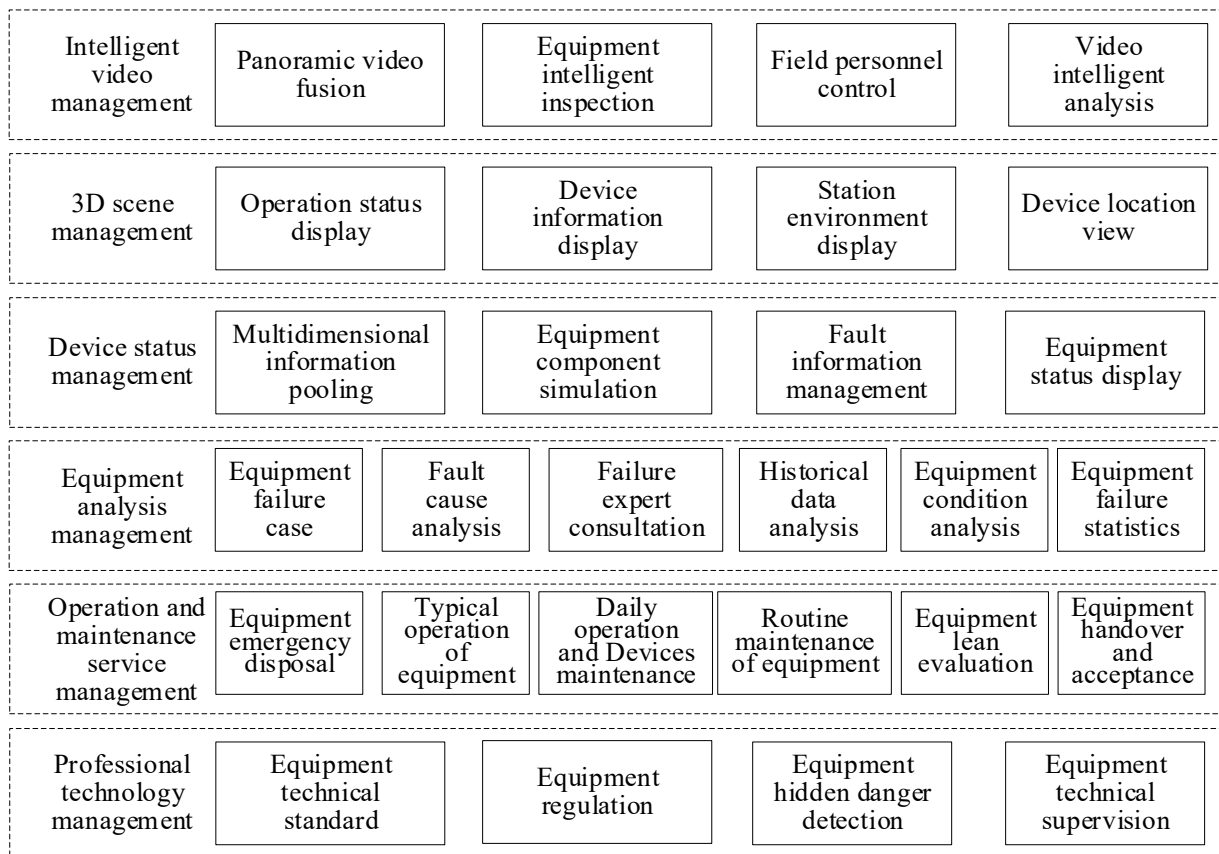 Intelligent
video
management
Panoramic video
fusion
Equipment
intelligent
inspection
Field personnel
control
Video
intelligent
analysis
3D scene
management
Operation status
display
Device
information
display
Station
environment
display
Device location
view
Device status
management
Multidimensional
information
pooling
Equipment
component
simulation
Fault
information
management
Equipment
status display
Equipment
analysis
management
Equipment
failure
case
Fault
cause
analysis
Failure
expert
consultation
Historical
data
analysis
Equipment
condition
analysis
Equipment
failure
statistics
Operation and
maintenance
service
management
Equipment
emergency
disposal
Typical
operation
of
equipment
Daily
operation
and Devices
maintenance
Routine
maintenance
of equipment
Equipment
lean
evaluation
Equipment
handover
and
acceptance
Professional
technology
management
Equipment
technical
standard
Equipment
regulation
Equipment
hidden danger
detection
Equipment
technical
supervision